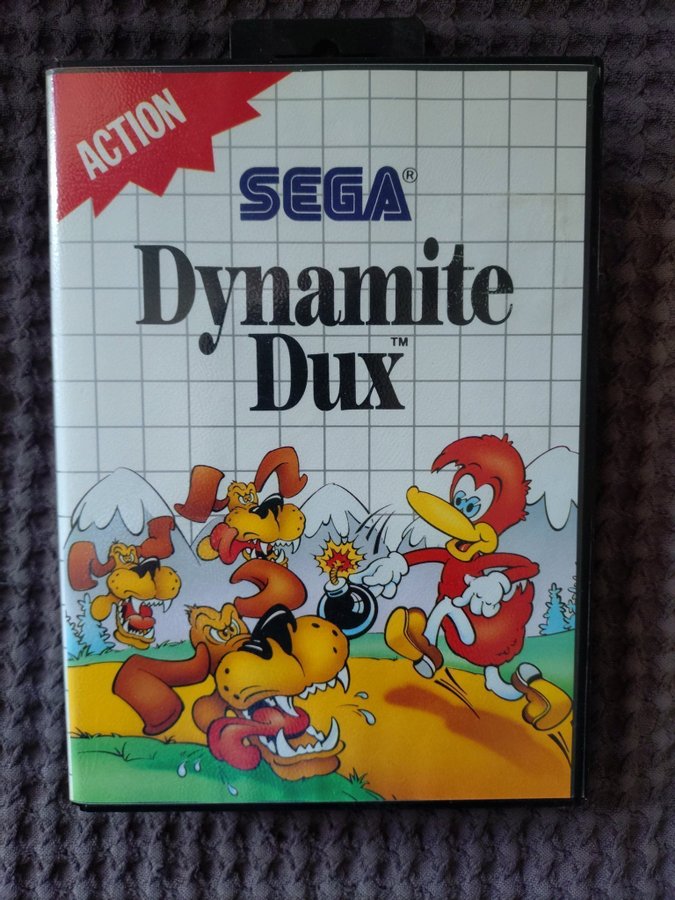 ACTION
SEGA®
Dynamite
Dux™